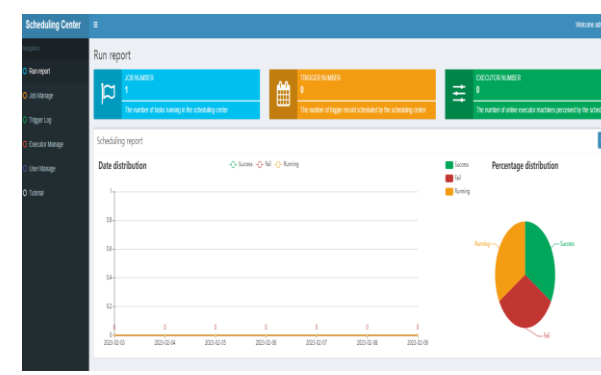 Scheduling Center
Welcome
Navigation
Run report
Job Manage
Trigger Log
Executor Manage
User Manage
Tutorial
Run report
JOB NUMBER
1
The number of tasks running in the scheduling center
TRIGGER NUMBER
0
The number of trigger record scheduled by the scheduling center
EXECUTOR NUMBER
0
The number of online executor machines perceived by the
Scheduling report
Date distribution
Success Fail Running
1
0.8
0.6
0.4
0.2
0
0 0 0 0 0 0 0
2023-02-03 2023-02-04 2023-02-05 2023-02-06 2023-02-07 2023-02-08 2023-02-09
Success
Fail
Running
Percentage distribution
Running
Success
Fail